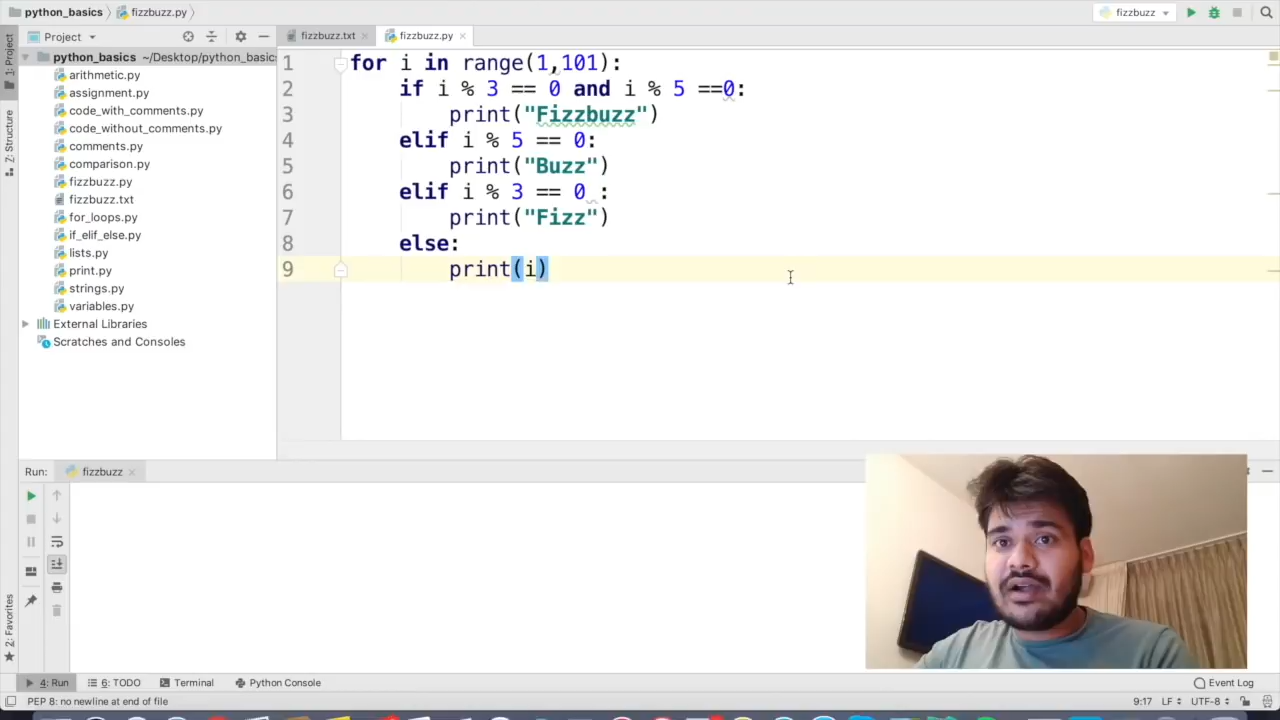 python_basics fizzbuzz.py fizzbuzz
Project fizzbuzz.txt fizzbuzz.py
1: Project
Z: Structure
2: Favorites
python_basics ~/Desktop/python_basics
arithmetic.py
assignment.py
code_with_comments.py
code_without_comments.py
comments.py
comparison.py
fizzbuzz.py
fizzbuzz.txt
for_loops.py
if_elif_else.py
lists.py
print.py
strings.py
variables.py
External Libraries
Scratches and Consoles
1 for i in range(1,101):
2 if i % 3 == 0 and i % 5 ==0:
3 print("Fizzbuzz")
4 elif i % 5 == 0:
5 print("Buzz")
6 elif i % 3 == 0 :
7 print("Fizz")
8 else:
9 print(i)
Run: fizzbuzz
4: Run 6: TODO Terminal Python Console Event Log
PEP 8: no newline at end of file 9:17 LF UTF-8